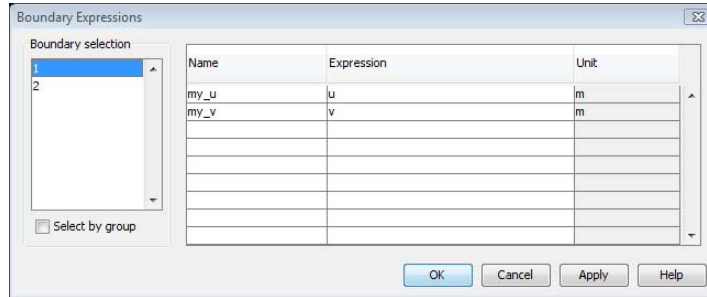 Boundary Expressions
Boundary selection
1
2
Select by group
Name Expression Unit
my_u u m
my_v v m
OK Cancel Apply Help